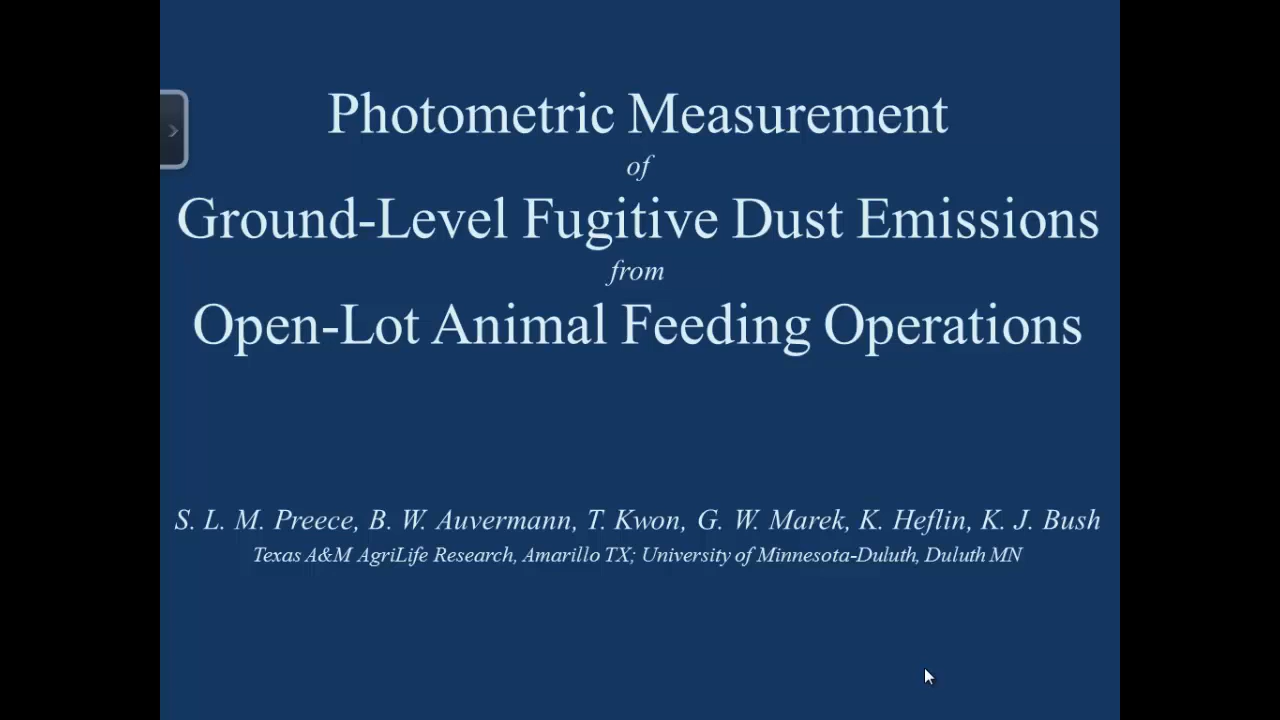 Photometric Measurement
of
Ground-Level Fugitive Dust Emissions
from
Open-Lot Animal Feeding Operations
S. L. M. Preece, B. W. Auvermann, T. Kwon, G. W. Marek, K. Heflin, K. J. Bush
Texas A&M AgriLife Research, Amarillo TX; University of Minnesota-Duluth, Duluth MN